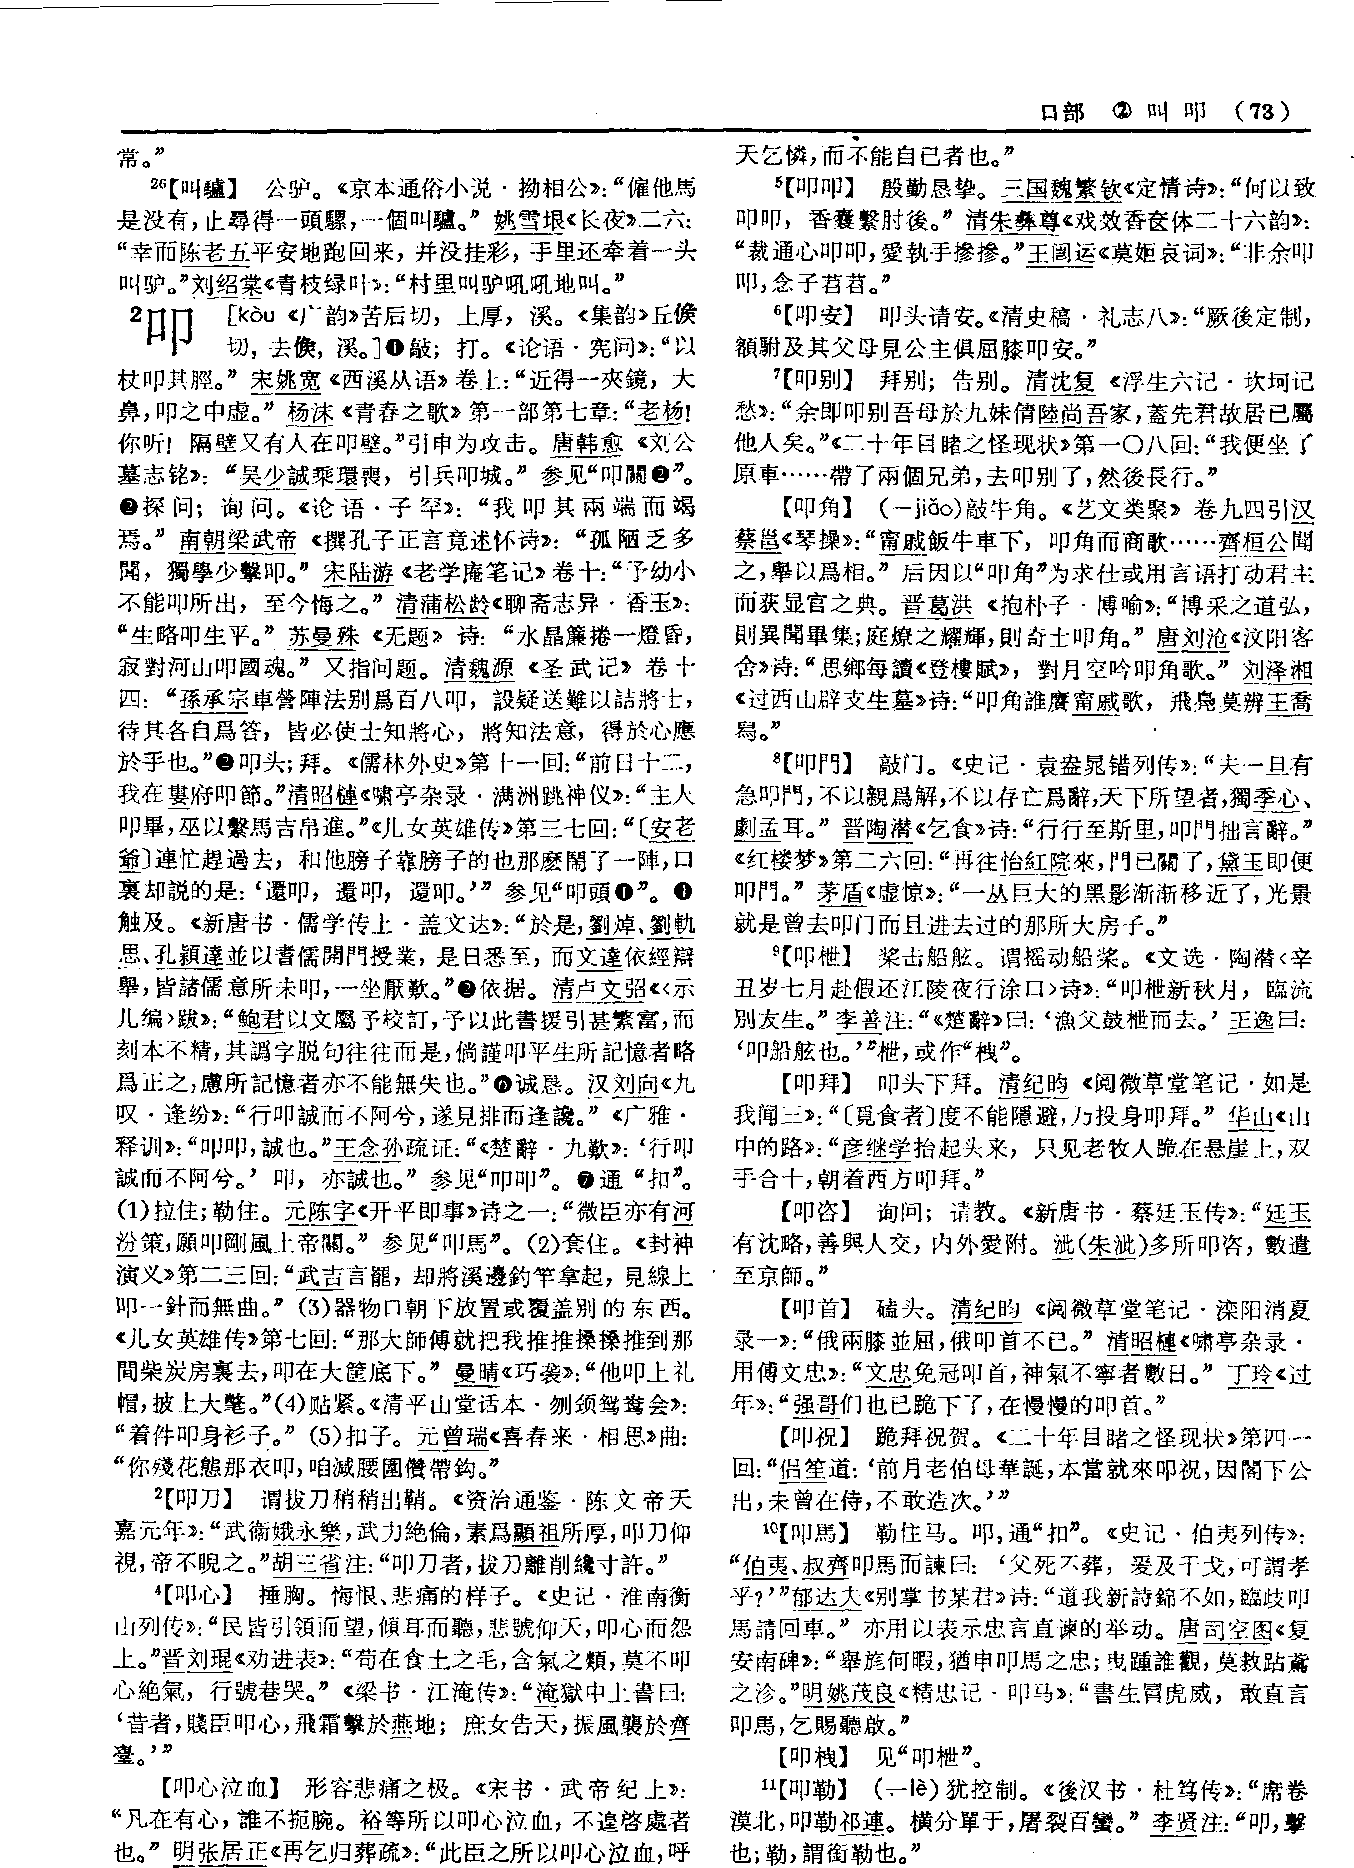 口部 ② 叫 叩 (73)
常。”
26【叫驢】 公驴。《京本通俗小说·拗相公》：“僱他馬
是没有，止尋得一頭騾，一個叫驢。” 姚雪垠《长夜》二六：
“幸而陈老五平安地跑回来，并没挂彩，手里还牵着一头
叫驴。”刘绍棠《青枝绿叶》：“村里叫驴吼吼地叫。”
2叩 [kòu 《广韵》苦后切，上厚，溪。《集韵》丘候
切，去候，溪。]❶敲；打。《论语·宪问》：“以
杖叩其脛。” 宋姚宽《西溪丛语》卷上：“近得一夾鏡，大
鼻，叩之中虚。” 杨沫《青春之歌》第一部第七章：“老杨！
你听！隔壁又有人在叩壁。”引申为攻击。唐韩愈《刘公
墓志铭》：“吴少誠乘環喪，引兵叩城。” 参见“叩關❷”。
❷探问；询问。《论语·子罕》：“我叩其兩端而竭
焉。” 南朝梁武帝《撰孔子正言竟述怀诗》：“孤陋乏多
聞，獨學少擊叩。” 宋陆游《老学庵笔记》卷十：“予幼小
不能叩所出，至今悔之。” 清蒲松龄《聊斋志异·香玉》：
“生略叩生平。” 苏曼殊《无题》诗：“水晶簾捲一燈昏，
寂對河山叩國魂。” 又指问题。清魏源《圣武记》卷十
四：“孫承宗車營陣法别爲百八叩，設疑送難以詰將士，
待其各自爲答，皆必使士知將心，將知法意，得於心應
於手也。”❸叩头；拜。《儒林外史》第十一回：“前日十二，
我在婁府叩節。”清昭槤《啸亭杂录·满洲跳神仪》：“主人
叩畢，巫以繫馬吉帛進。”《儿女英雄传》第三七回：“〔安老
爺〕連忙趕過去，和他膀子靠膀子的也那麽鬧了一陣，口
裏却説的是：‘還叩，還叩，還叩。’” 参见“叩頭❶”。❹
触及。《新唐书·儒学传上·盖文达》：“於是，劉焯、劉軌
思、孔穎達並以耆儒開門授業，是日悉至，而文達依經辯
舉，皆諸儒意所未叩，一坐厭歎。”❺依据。清卢文弨《〈示
儿编〉跋》：“鲍君以文屬予校訂，予以此書援引甚繁富，而
刻本不精，其譌字脱句往往而是，倘謹叩平生所記憶者略
爲正之，慮所記憶者亦不能無失也。”❻诚恳。汉刘向《九
叹·逢纷》：“行叩誠而不阿兮，遂見排而逢讒。” 《广雅·
释训》：“叩叩，誠也。”王念孙疏证：“《楚辭·九歎》：‘行叩
誠而不阿兮。’叩，亦誠也。” 参见“叩叩”。❼通“扣”。
(1)拉住；勒住。元陈孚《开平即事》诗之一：“微臣亦有河
汾策，願叩剛風上帝關。” 参见“叩馬”。(2)套住。《封神
演义》第二三回：“武吉言罷，却將溪邊釣竿拿起，見線上
叩一針而無曲。” (3)器物口朝下放置或覆盖别的东西。
《儿女英雄传》第七回：“那大師傅就把我推推搡搡推到那
間柴炭房裏去，叩在大筐底下。” 曼晴《巧袭》：“他叩上礼
帽，披上大氅。”(4)贴紧。《清平山堂话本·刎颈鸳鸯会》：
“着件叩身衫子。” (5)扣子。元曾瑞《喜春来·相思》曲：
“你殘花態那衣叩，咱減腰圍儹帶鈎。”
2【叩刀】 谓拔刀稍稍出鞘。《资治通鉴·陈文帝天
嘉元年》：“武衛娥永樂，武力絶倫，素爲顯祖所厚，叩刀仰
視，帝不睨之。”胡三省注：“叩刀者，拔刀離削纔寸許。”
4【叩心】 捶胸。悔恨、悲痛的样子。《史记·淮南衡
山列传》：“民皆引領而望，傾耳而聽，悲號仰天，叩心而怨
上。”晋刘琨《劝进表》：“苟在食土之毛，含氣之類，莫不叩
心絶氣，行號巷哭。” 《梁书·江淹传》：“淹獄中上書曰：
‘昔者，賤臣叩心，飛霜擊於燕地；庶女告天，振風襲於齊
臺。’”
【叩心泣血】 形容悲痛之极。《宋书·武帝纪上》：
“凡在有心，誰不扼腕。裕等所以叩心泣血，不遑啓處者
也。” 明张居正《再乞归葬疏》：“此臣之所以叩心泣血，呼
天乞憐，而不能自已者也。”
5【叩叩】 殷勤恳挚。三国魏繁钦《定情诗》：“何以致
叩叩，香囊繫肘後。” 清朱彝尊《戏效香奁体二十六韵》：
“裁通心叩叩，愛執手摻摻。”王闿运《莫姬哀词》：“非余叩
叩，念子苕苕。”
6【叩安】 叩头请安。《清史稿·礼志八》：“厥後定制，
額駙及其父母見公主俱屈膝叩安。”
7【叩别】 拜别；告别。清沈复《浮生六记·坎坷记
愁》：“余即叩别吾母於九妹倩陸尚吾家，蓋先君故居已屬
他人矣。”《二十年目睹之怪现状》第一〇八回：“我便坐了
原車……帶了兩個兄弟，去叩别了，然後長行。”
【叩角】 (—jiǎo)敲牛角。《艺文类聚》卷九四引汉
蔡邕《琴操》：“甯戚飯牛車下，叩角而商歌……齊桓公聞
之，舉以爲相。” 后因以“叩角”为求仕或用言语打动君主
而获显官之典。晋葛洪《抱朴子·博喻》：“博采之道弘，
則異聞畢集；庭燎之耀輝，則奇士叩角。” 唐刘沧《汶阳客
舍》诗：“思鄉每讀《登樓賦》，對月空吟叩角歌。” 刘泽湘
《过西山辟支生墓》诗：“叩角誰賡甯戚歌，飛鳧莫辨王喬
舄。”
8【叩門】 敲门。《史记·袁盎晁错列传》：“夫一旦有
急叩門，不以親爲解，不以存亡爲辭，天下所望者，獨季心、
劇孟耳。” 晋陶潜《乞食》诗：“行行至斯里，叩門拙言辭。”
《红楼梦》第二六回：“再往怡紅院來，門已關了，黛玉即便
叩門。” 茅盾《虚惊》：“一丛巨大的黑影渐渐移近了，光景
就是曾去叩门而且进去过的那所大房子。”
9【叩枻】 桨击船舷。谓摇动船桨。《文选·陶潜〈辛
丑岁七月赴假还江陵夜行涂口〉诗》：“叩枻新秋月，臨流
別友生。” 李善注：“《楚辭》曰：‘漁父鼓枻而去。’王逸曰：
‘叩船舷也。’”枻，或作“栧”。
【叩拜】 叩头下拜。清纪昀《阅微草堂笔记·如是
我闻三》：“〔覓食者〕度不能隱避，乃投身叩拜。” 华山《山
中的路》：“彦继学抬起头来，只见老牧人跪在悬崖上，双
手合十，朝着西方叩拜。”
【叩咨】 询问；请教。《新唐书·蔡廷玉传》：“廷玉
有沈略，善與人交，内外愛附。泚(朱泚)多所叩咨，數遣
至京師。”
【叩首】 磕头。清纪昀《阅微草堂笔记·滦阳消夏
录一》：“俄兩膝並屈，俄叩首不已。” 清昭槤《啸亭杂录·
用傅文忠》：“文忠免冠叩首，神氣不寧者數日。” 丁玲《过
年》：“强哥们也已跪下了，在慢慢的叩首。”
【叩祝】 跪拜祝贺。《二十年目睹之怪现状》第四一
回：“侣笙道：‘前月老伯母華誕，本當就來叩祝，因閣下公
出，未曾在侍，不敢造次。’”
10【叩馬】 勒住马。叩，通“扣”。《史记·伯夷列传》：
“伯夷、叔齊叩馬而諫曰：‘父死不葬，爰及干戈，可謂孝
乎？’”郁达夫《别掌书某君》诗：“道我新詩錦不如，臨歧叩
馬請回車。” 亦用以表示忠言直谏的举动。唐司空图《复
安南碑》：“舉旄何暇，猶申叩馬之忠；曳踵誰觀，莫救跕鳶
之沴。”明姚茂良《精忠记·叩马》：“書生冐虎威，敢直言
叩馬，乞賜聽啟。”
【叩栧】 见“叩枻”。
11【叩勒】 (—lè)犹控制。《後汉书·杜笃传》：“席卷
漠北，叩勒祁連。横分單于，屠裂百蠻。” 李贤注：“叩，擊
也；勒，謂銜勒也。”